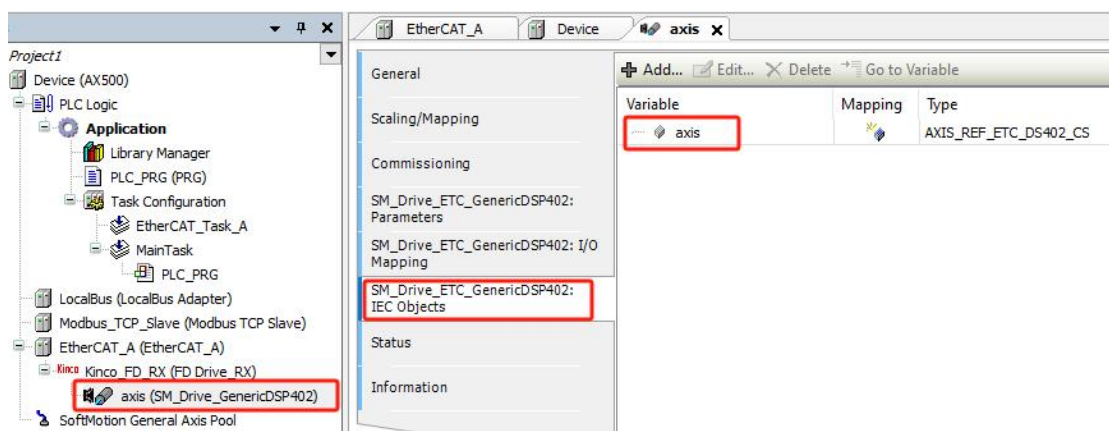 Project1
Device (AX500)
PLC Logic
Application
Library Manager
PLC_PRG (PRG)
Task Configuration
EtherCAT_Task_A
MainTask
PLC_PRG
LocalBus (LocalBus Adapter)
Modbus_TCP_Slave (Modbus TCP Slave)
EtherCAT_A (EtherCAT_A)
Kinco Kinco_FD_RX (FD Drive_RX)
axis (SM_Drive_GenericDSP402)
SoftMotion General Axis Pool
EtherCAT_A Device axis
General
Scaling/Mapping
Commissioning
SM_Drive_ETC_GenericDSP402:
Parameters
SM_Drive_ETC_GenericDSP402: I/O
Mapping
SM_Drive_ETC_GenericDSP402:
IEC Objects
Status
Information
Add... Edit... Delete Go to Variable
Variable Mapping Type
axis AXIS_REF_ETC_DS402_CS